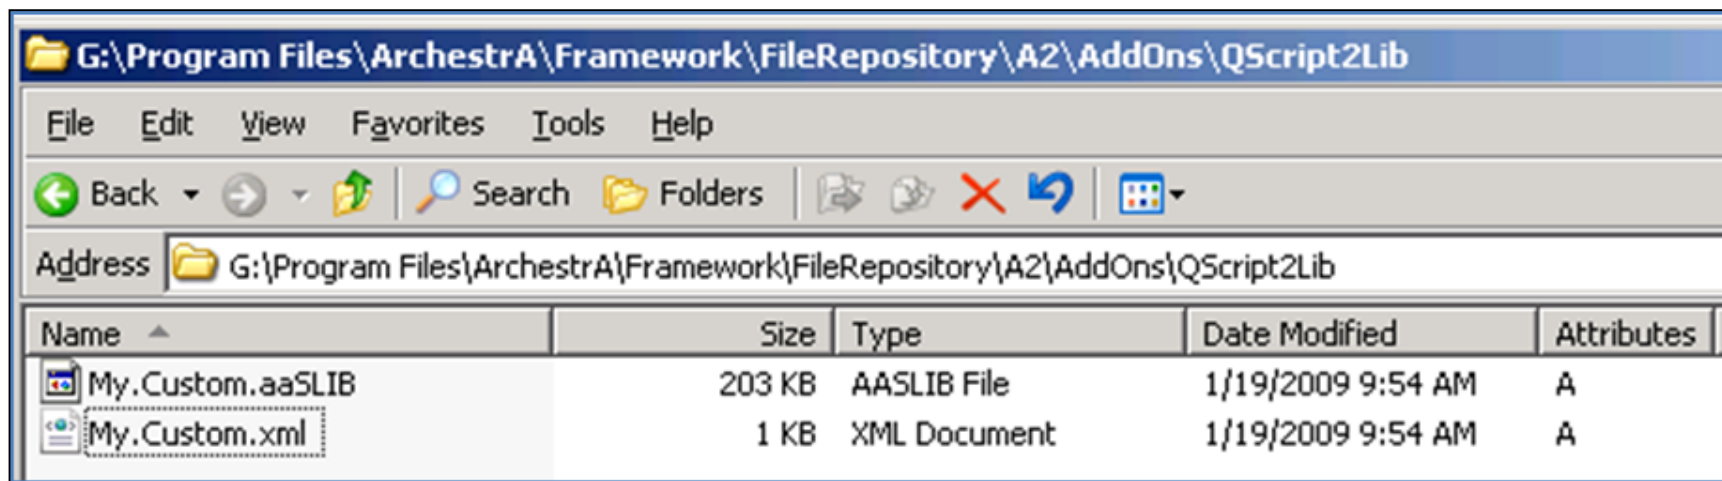 G:\Program Files\ArchestrA\Framework\FileRepository\A2\AddOns\QScript2Lib
File Edit View Favorites Tools Help
Back Search Folders
Address G:\Program Files\ArchestrA\Framework\FileRepository\A2\AddOns\QScript2Lib
Name Size Type Date Modified Attributes
My.Custom.aaSLIB 203 KB AASLIB File 1/19/2009 9:54 AM A
My.Custom.xml 1 KB XML Document 1/19/2009 9:54 AM A